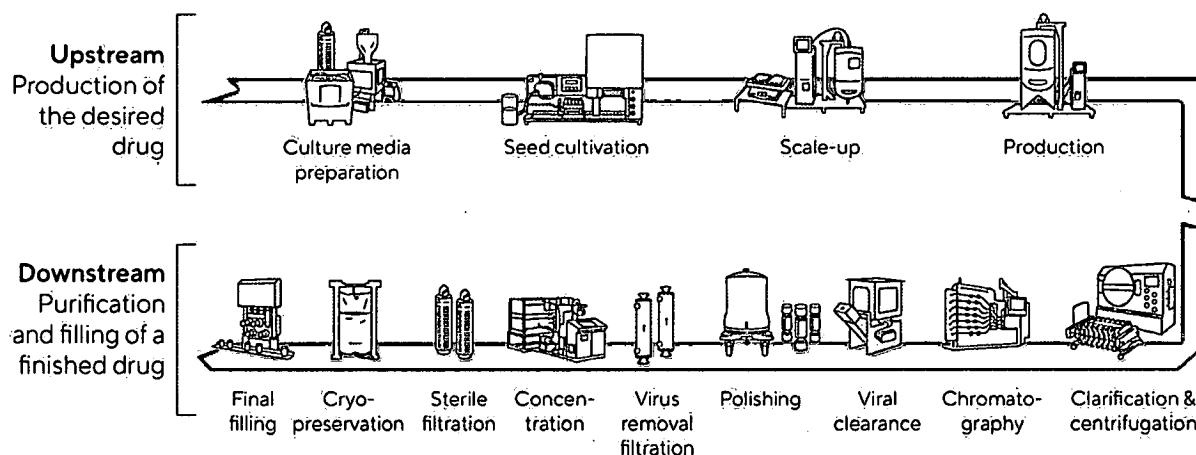 Upstream
Production of
the desired
drug
Culture media
preparation
Seed cultivation
Scale-up
Production
Downstream
Purification
and filling of a
finished drug
Final
filling
Cryo-
preservation
Sterile
filtration
Concen-
tration
Virus
removal
filtration
Polishing
Viral
clearance
Chromato-
graphy
Clarification &
centrifugation